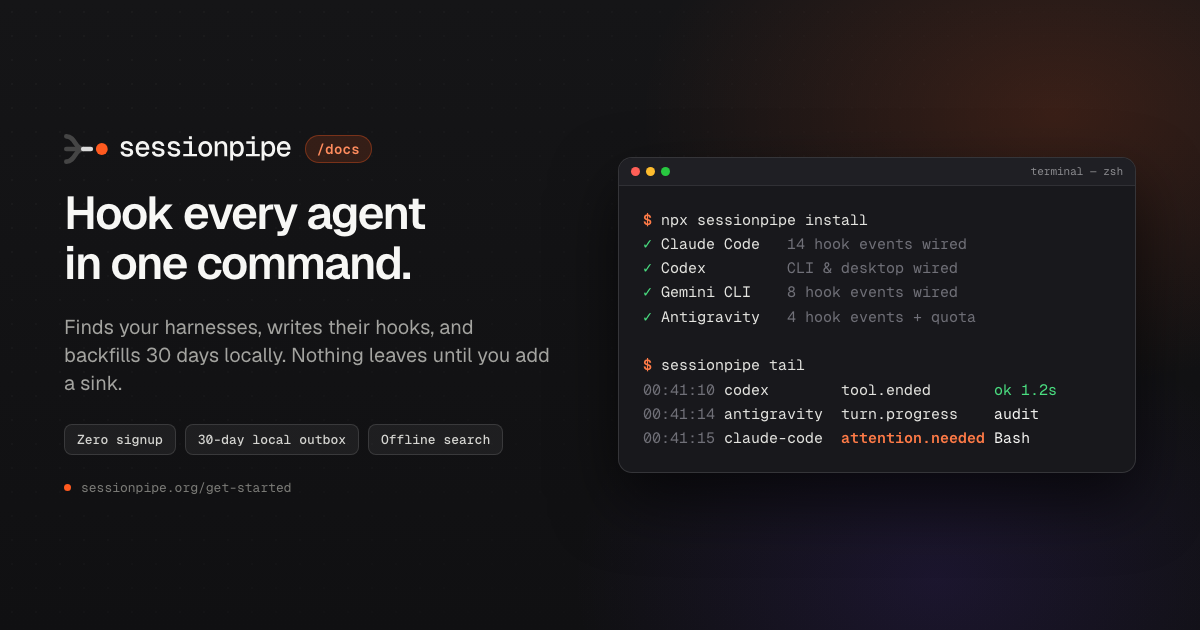 sessionpipe /docs
Hook every agent
in one command.
Finds your harnesses, writes their hooks, and
backfills 30 days locally. Nothing leaves until you add
a sink.
Zero signup 30-day local outbox Offline search
sessionpipe.org/get-started
terminal — zsh
$ npx sessionpipe install
✓ Claude Code 14 hook events wired
✓ Codex CLI & desktop wired
✓ Gemini CLI 8 hook events wired
✓ Antigravity 4 hook events + quota
$ sessionpipe tail
00:41:10 codex tool.ended ok 1.2s
00:41:14 antigravity turn.progress audit
00:41:15 claude-code attention.needed Bash